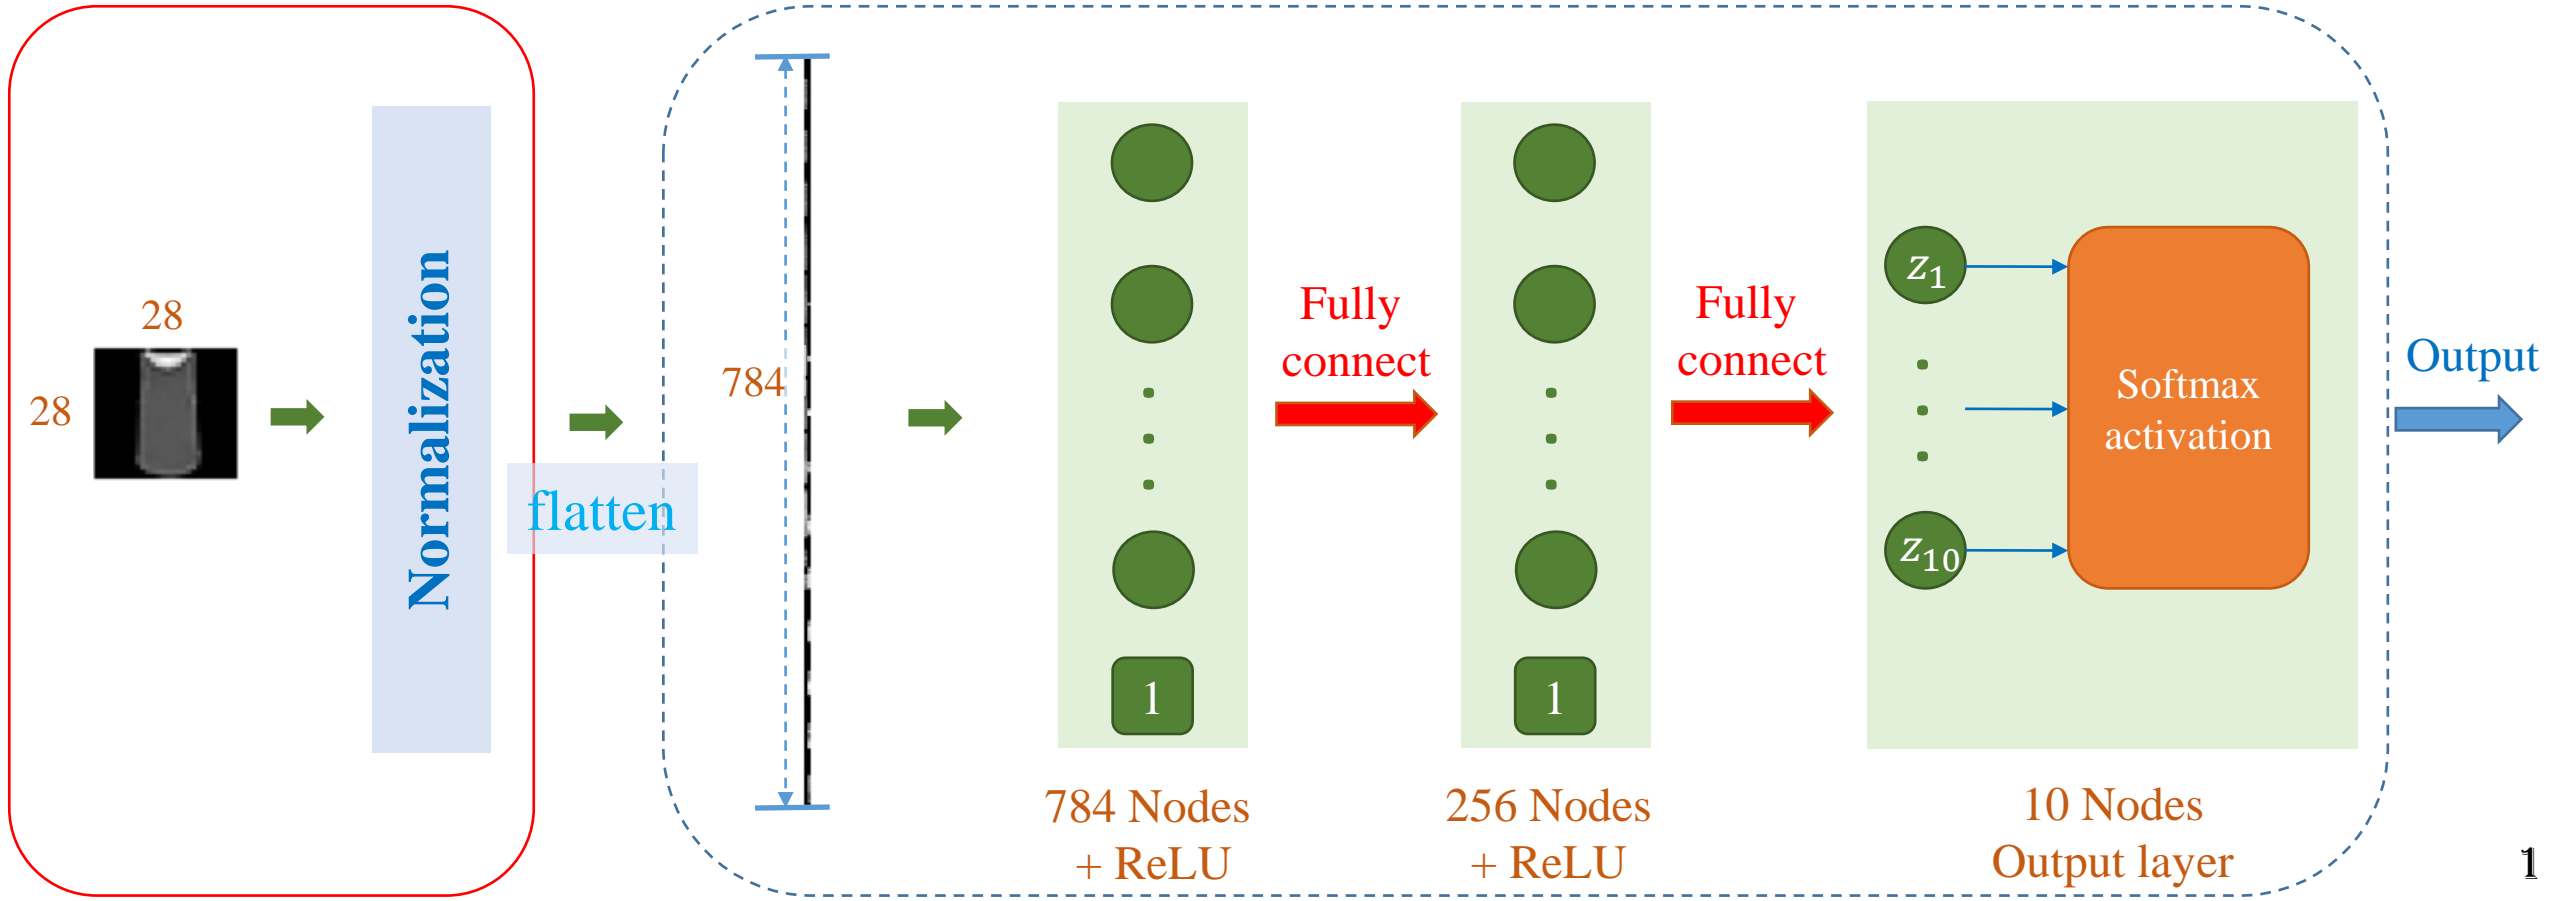 28
28
Normalization
flatten
784
1
784 Nodes
+ ReLU
Fully
connect
1
256 Nodes
+ ReLU
Fully
connect
z₁
z₁₀
Softmax
activation
10 Nodes
Output layer
Output
1